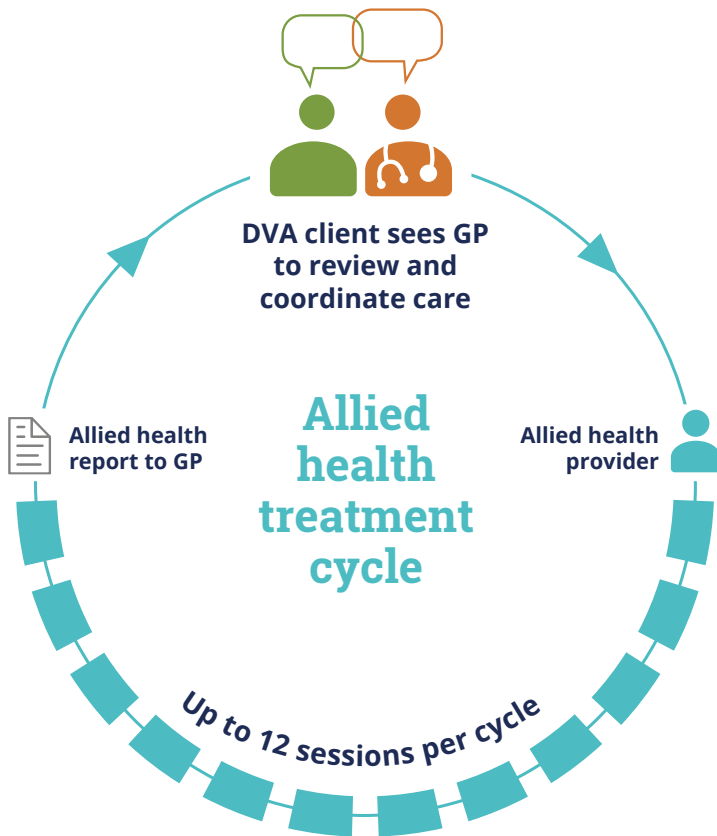 DVA client sees GP
to review and
coordinate care
Allied health
report to GP
Allied
health
treatment
cycle
Allied health
provider
Up to 12 sessions per cycle